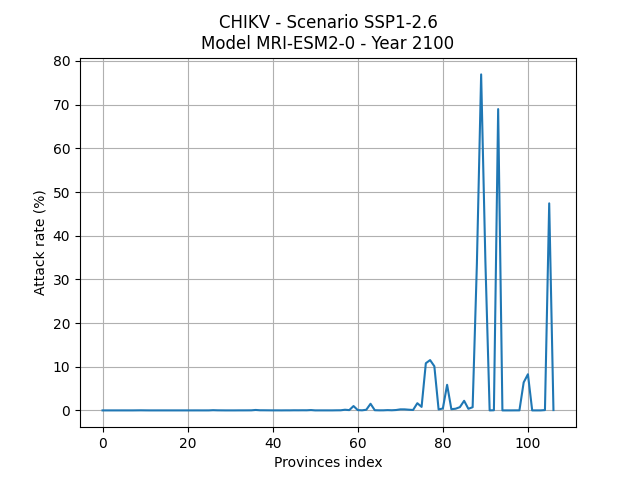 CHIKV - Scenario SSP1-2.6
Model MRI-ESM2-0 - Year 2100
80
70
60
50
40
30
20
10
0
Attack rate (%)
0 20 40 60 80 100
Provinces index